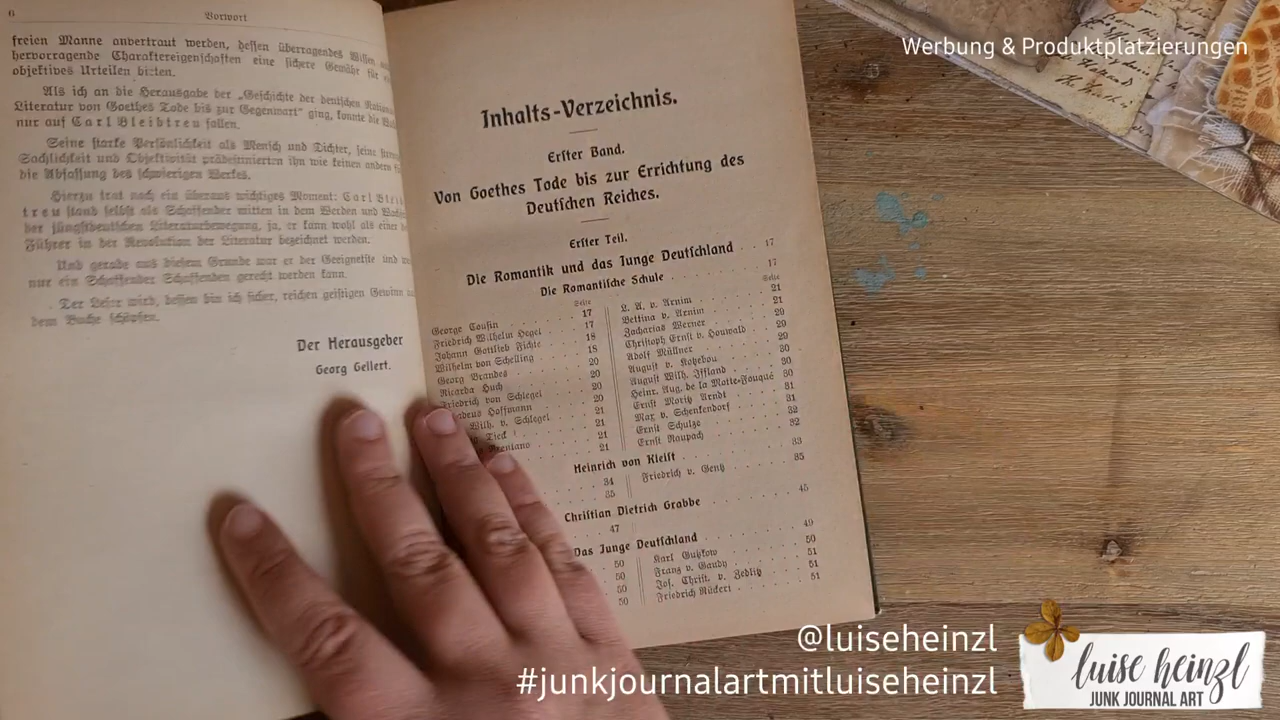 6
Vorwort
freien Manne anvertraut werden, dessen überragendes Wissen
hervorragende Charaktereigenschaften eine sichere Gewähr für
objektives Urteilen bieten.
Als ich an die Herausgabe der „Geschichte der deutschen
Literatur von Goethes Tode bis zur Gegenwart" ging, konnte die
nur auf Carl Bleibtreu fallen.
Seine starke Persönlichkeit als Mensch und Dichter, seine
Sachlichkeit und Objektivität prädestinierten ihn wie keinen andern
die Abfassung des schwierigen Werkes.
Hierzu trat noch ein überaus wichtiges Moment: Carl Bleib
treu stand selbst als Schaffender mitten in dem Werden und
der jüngstdeutschen Literaturbewegung, ja, er kann wohl als einer
Führer in der Revolution der Literatur bezeichnet werden.
Und gerade aus diesem Grunde war er der Geeignetste und
nur ein Schaffender Schaffenden gerecht werden kann.
Der Leser wird, dessen bin ich sicher, reichen geistigen Gewinn
dem Buche schöpfen.
Der Herausgeber
Georg Gellert.
Inhalts-Verzeichnis.
Erster Band.
Von Goethes Tode bis zur Errichtung des
Deutschen Reiches.
Erster Teil.
Die Romantik und das Junge Deutschland . . 17
Die Romantische Schule . . . . . 17
Seite
George Cousin . . . 17
Friedrich Wilhelm Hegel 17
Johann Gottlieb Fichte . 18
Wilhelm von Schelling . 18
Georg Brandes . . . 20
Ricarda Huch . . . 20
Friedrich von Schlegel . 20
Hoffmann . . 20
Wilh. v. Schlegel 21
Tieck . . . 21
Brentano . . . 21
Seite
L. A. v. Arnim . . . 21
Bettina v. Arnim . . . 21
Zacharias Werner . . . 29
Christoph Ernst v. Houwald . 29
Adolf Müllner . . . 29
August v. Kotzebou . . . 30
August Wilh. Iffland . . . 30
Heinr. Aug. de la Motte-Fouqué 30
Ernst Moritz Arndt . . . 31
Max v. Schenkendorf . . . 31
Ernst Schulze . . . 32
Ernst Raupach . . . 32
Heinrich von Kleist . . . 33
34
35
Friedrich v. Gentz . . . 35
Christian Dietrich Grabbe . . . 45
47
Das Junge Deutschland . . . 49
50
50
50
50
Karl Gutzkow . . . 50
Franz v. Gaudy . . . 51
Jos. Christ. v. Zedlitz . . . 51
Friedrich Rückert . . . 51
Werbung & Produktplatzierungen
@luiseheinzl
#junkjournalartmitluiseheinzl
luise heinzl
JUNK JOURNAL ART